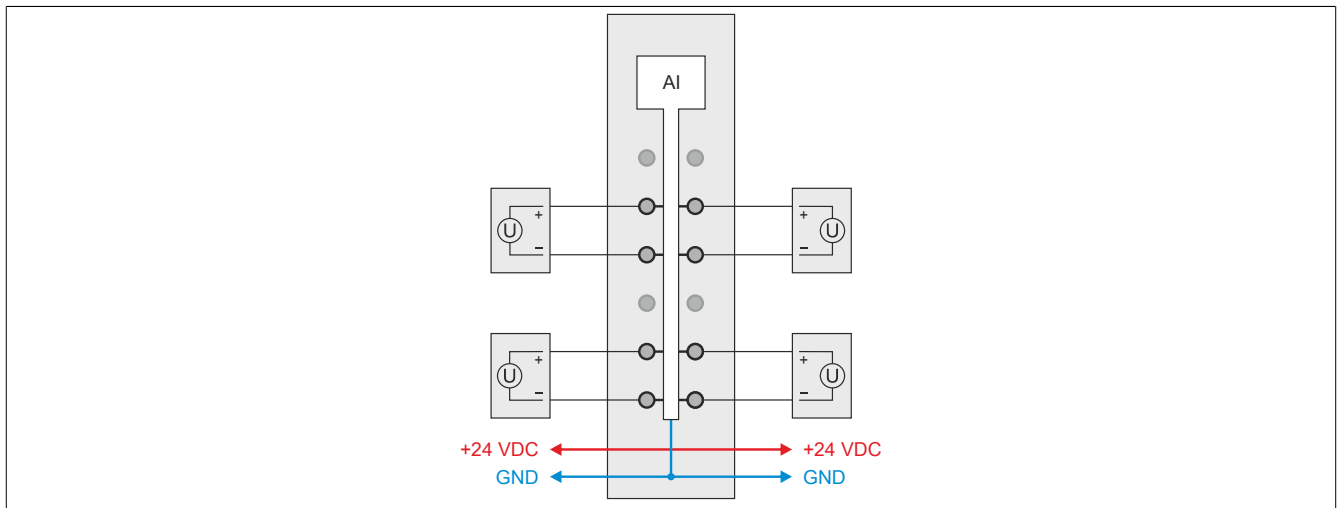 AI
+ +
U U
− −
+ +
U U
− −
+24 VDC +24 VDC
GND GND